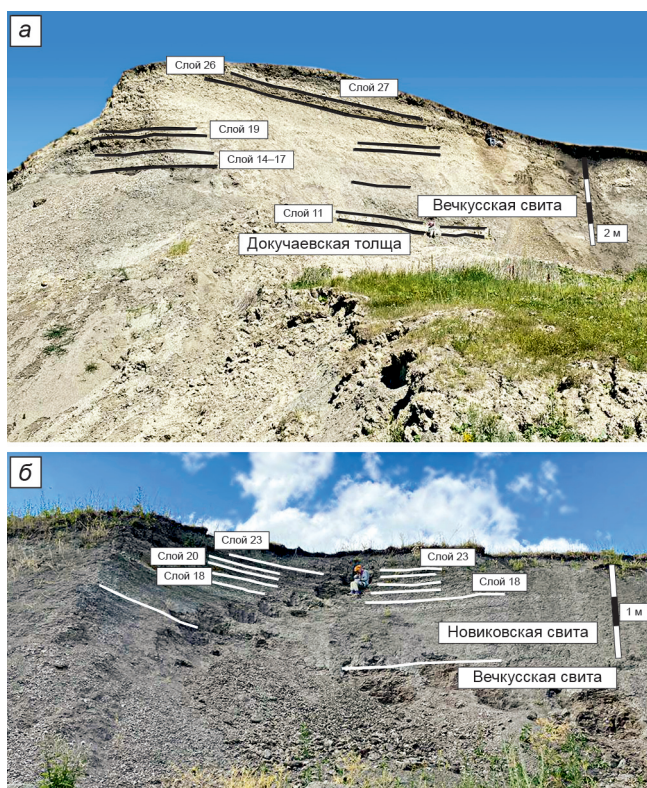 а
Слой 26
Слой 27
Слой 19
Слой 14–17
Вечкусская свита
Слой 11
2 м
Докучаевская толща
б
Слой 23
Слой 20
Слой 23
Слой 18
Слой 18
1 м
Новиковская свита
Вечкусская свита